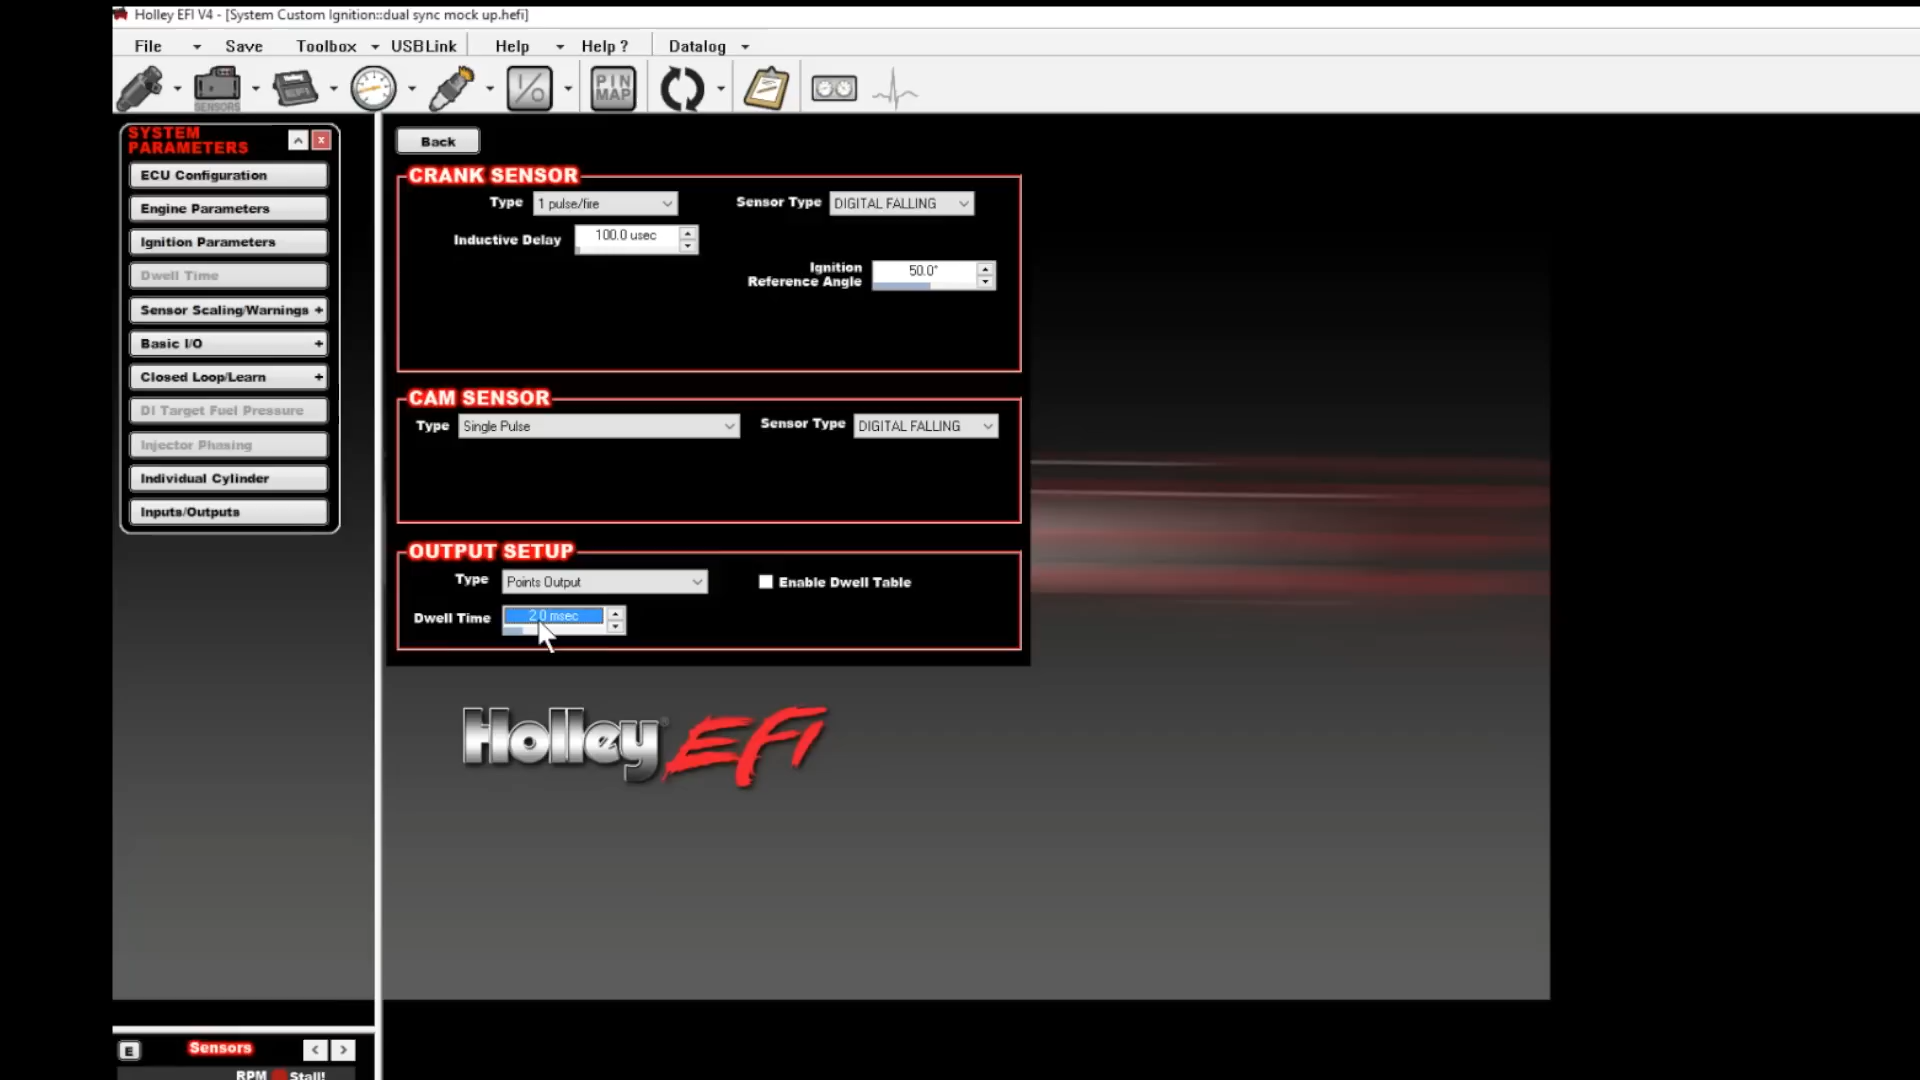 Holley EFI V4 - [System Custom Ignition::dual sync mock up.hefi]
File Save Toolbox USBLink Help Help ? Datalog
SENSORS I/O PIN MAP
SYSTEM PARAMETERS
Back
ECU Configuration
Engine Parameters
Ignition Parameters
Dwell Time
Sensor Scaling/Warnings +
Basic I/O +
Closed Loop/Learn +
DI Target Fuel Pressure
Injector Phasing
Individual Cylinder
Inputs/Outputs
CRANK SENSOR
Type 1 pulse/fire Sensor Type DIGITAL FALLING
Inductive Delay 100.0 usec
Ignition Reference Angle 50.0°
CAM SENSOR
Type Single Pulse Sensor Type DIGITAL FALLING
OUTPUT SETUP
Type Points Output Enable Dwell Table
Dwell Time 2.0 msec
Holley EFI
E Sensors < >
RPM Stall!